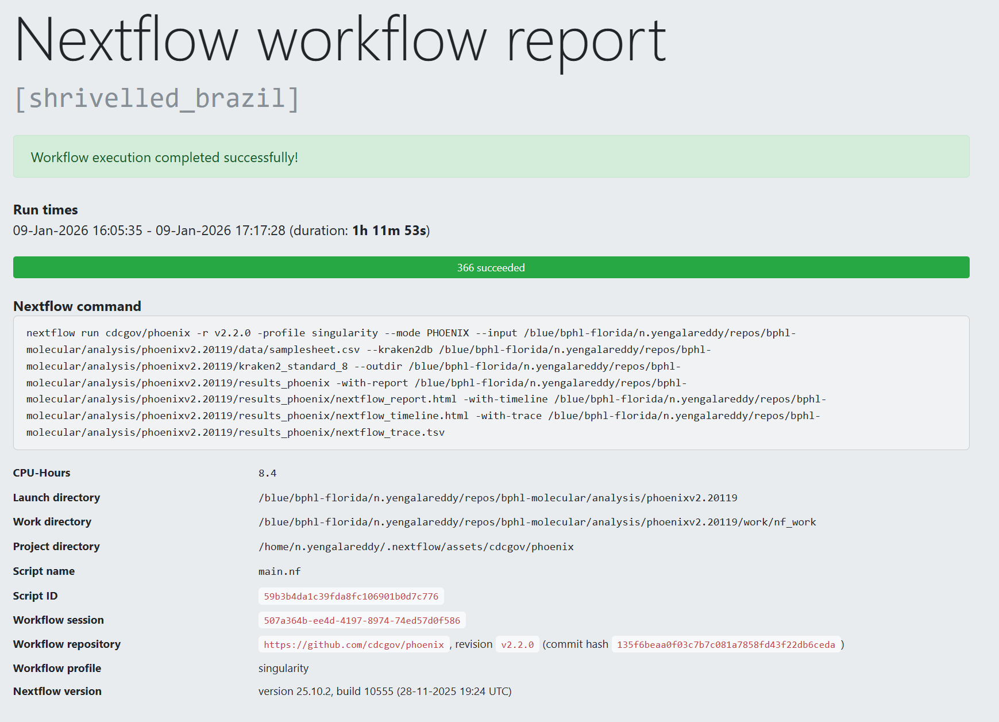 Nextflow workflow report
[shrivelled_brazil]
Workflow execution completed successfully!
Run times
09-Jan-2026 16:05:35 - 09-Jan-2026 17:17:28 (duration: 1h 11m 53s)
366 succeeded
Nextflow command
nextflow run cdcgov/phoenix -r v2.2.0 -profile singularity --mode PHOENIX --input /blue/bphl-florida/n.yengalareddy/repos/bphl-
molecular/analysis/phoenixv2.20119/data/samplesheet.csv --kraken2db /blue/bphl-florida/n.yengalareddy/repos/bphl-
molecular/analysis/phoenixv2.20119/kraken2_standard_8 --outdir /blue/bphl-florida/n.yengalareddy/repos/bphl-
molecular/analysis/phoenixv2.20119/results_phoenix -with-report /blue/bphl-florida/n.yengalareddy/repos/bphl-
molecular/analysis/phoenixv2.20119/results_phoenix/nextflow_report.html -with-timeline /blue/bphl-florida/n.yengalareddy/repos/bphl-
molecular/analysis/phoenixv2.20119/results_phoenix/nextflow_timeline.html -with-trace /blue/bphl-florida/n.yengalareddy/repos/bphl-
molecular/analysis/phoenixv2.20119/results_phoenix/nextflow_trace.tsv
CPU-Hours 8.4
Launch directory /blue/bphl-florida/n.yengalareddy/repos/bphl-molecular/analysis/phoenixv2.20119
Work directory /blue/bphl-florida/n.yengalareddy/repos/bphl-molecular/analysis/phoenixv2.20119/work/nf_work
Project directory /home/n.yengalareddy/.nextflow/assets/cdcgov/phoenix
Script name main.nf
Script ID 59b3b4da1c39fda8fc106901b0d7c776
Workflow session 507a364b-ee4d-4197-8974-74ed57d0f586
Workflow repository https://github.com/cdcgov/phoenix, revision v2.2.0 (commit hash 135f6beaa0f03c7b7c081a7858fd43f22db6ceda)
Workflow profile singularity
Nextflow version version 25.10.2, build 10555 (28-11-2025 19:24 UTC)